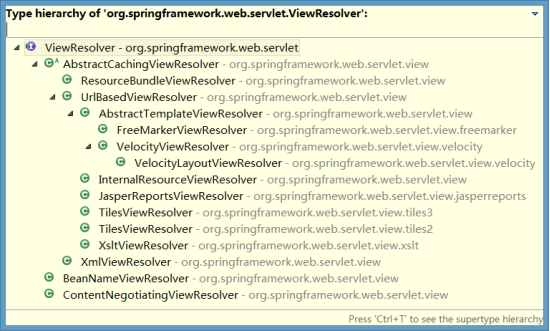 Type hierarchy of 'org.springframework.web.servlet.ViewResolver':
ViewResolver - org.springframework.web.servlet
AbstractCachingViewResolver - org.springframework.web.servlet.view
ResourceBundleViewResolver - org.springframework.web.servlet.view
UrlBasedViewResolver - org.springframework.web.servlet.view
AbstractTemplateViewResolver - org.springframework.web.servlet.view
FreeMarkerViewResolver - org.springframework.web.servlet.view.freemarker
VelocityViewResolver - org.springframework.web.servlet.view.velocity
VelocityLayoutViewResolver - org.springframework.web.servlet.view.velocity
InternalResourceViewResolver - org.springframework.web.servlet.view
JasperReportsViewResolver - org.springframework.web.servlet.view.jasperreports
TilesViewResolver - org.springframework.web.servlet.view.tiles3
TilesViewResolver - org.springframework.web.servlet.view.tiles2
XsltViewResolver - org.springframework.web.servlet.view.xslt
XmlViewResolver - org.springframework.web.servlet.view
BeanNameViewResolver - org.springframework.web.servlet.view
ContentNegotiatingViewResolver - org.springframework.web.servlet.view
Press 'Ctrl+T' to see the supertype hierarchy